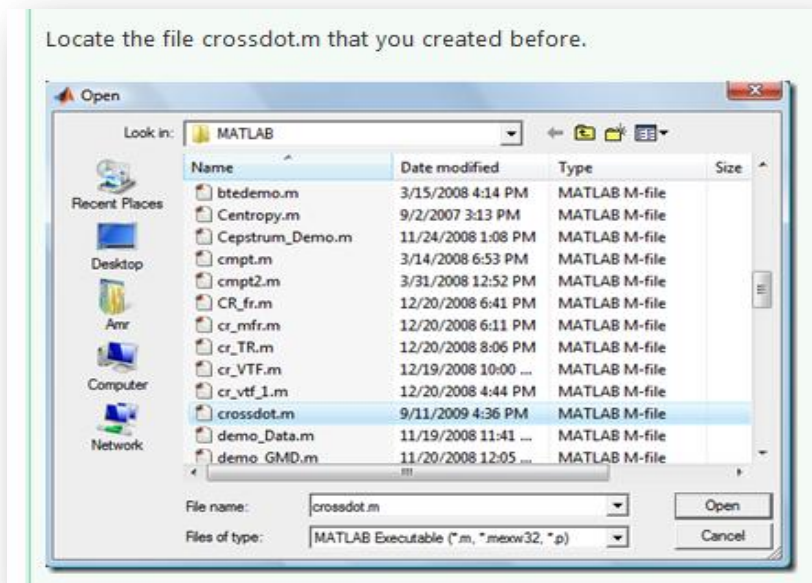 Locate the file crossdot.m that you created before.
Open
Look in: MATLAB
Name Date modified Type Size
btedemo.m 3/15/2008 4:14 PM MATLAB M-file
Centropy.m 9/2/2007 3:13 PM MATLAB M-file
Cepstrum_Demo.m 11/24/2008 1:08 PM MATLAB M-file
cmpt.m 3/14/2008 6:53 PM MATLAB M-file
cmpt2.m 3/31/2008 12:52 PM MATLAB M-file
CR_fr.m 12/20/2008 6:41 PM MATLAB M-file
cr_mfr.m 12/20/2008 6:11 PM MATLAB M-file
cr_TR.m 12/20/2008 8:06 PM MATLAB M-file
cr_VTF.m 12/19/2008 10:00 ... MATLAB M-file
cr_vtf_1.m 12/20/2008 4:44 PM MATLAB M-file
crossdot.m 9/11/2009 4:36 PM MATLAB M-file
demo_Data.m 11/19/2008 11:41 ... MATLAB M-file
demo_GMD.m 11/20/2008 12:05 ... MATLAB M-file
Recent Places
Desktop
Amr
Computer
Network
File name: crossdot.m Open
Files of type: MATLAB Executable (*.m, *.mexw32, *.p) Cancel